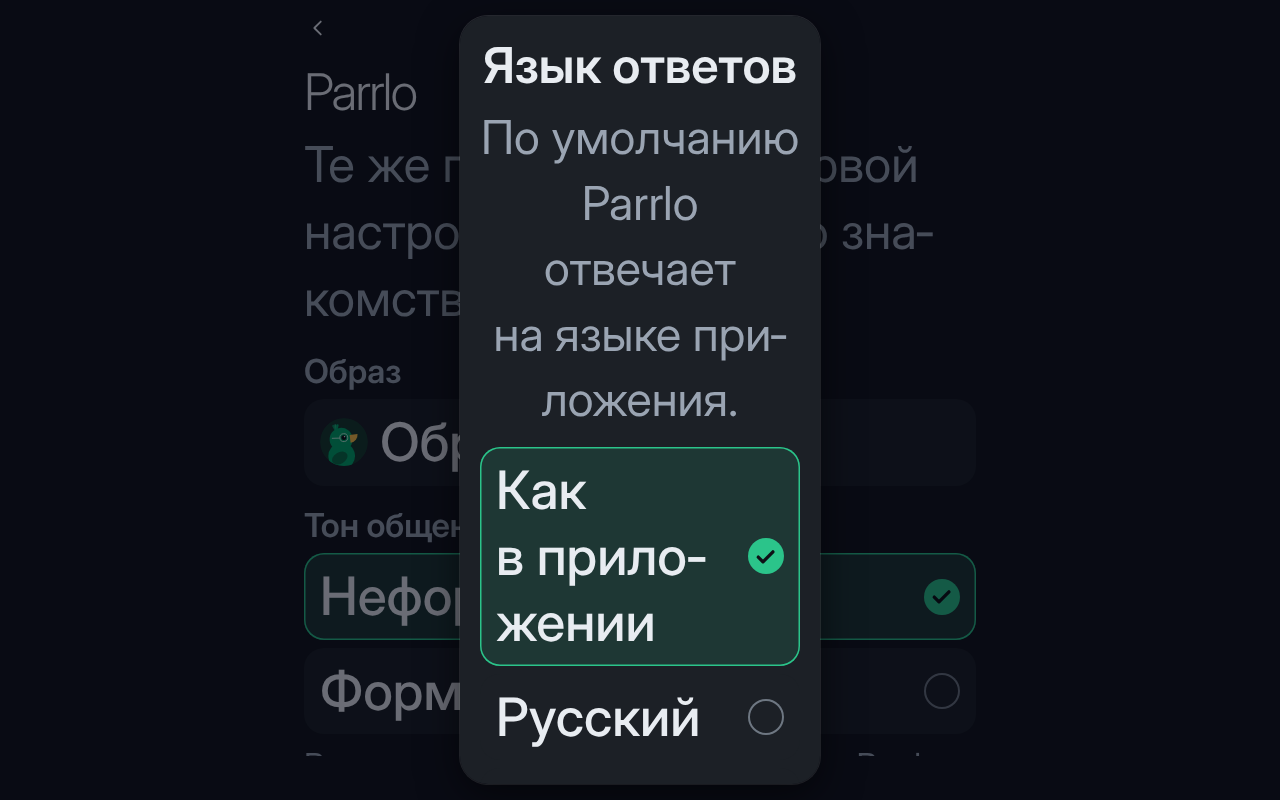 Parrlo
Те же
овой
настро
зна-
комств
Образ
Обр
Тон общен
Нефор
Форм
Язык ответов
По умолчанию
Parrlo
отвечает
на языке при-
ложения.
Как
в прило-
жении
Русский